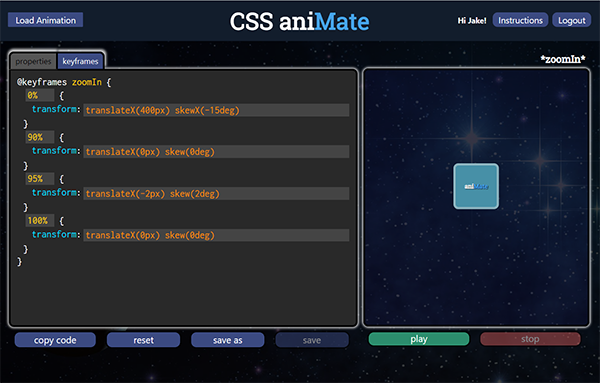 Load Animation
CSS aniMate
Hi Jake!
Instructions
Logout
properties
keyframes
*zoomIn*
@keyframes zoomIn {
0% {
transform: translateX(400px) skewX(-15deg)
}
90% {
transform: translateX(0px) skew(0deg)
}
95% {
transform: translateX(-2px) skew(2deg)
}
100% {
transform: translateX(0px) skew(0deg)
}
}
aniMate
copy code
reset
save as
save
play
stop